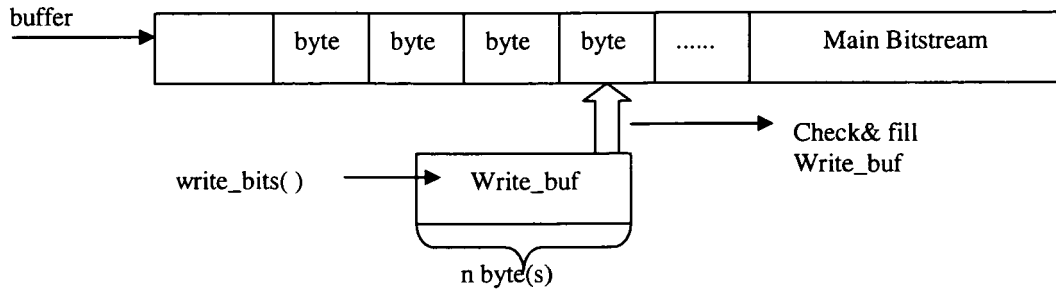 buffer
byte byte byte byte ...... Main Bitstream
Check& fill
Write_buf
write_bits( ) Write_buf
n byte(s)